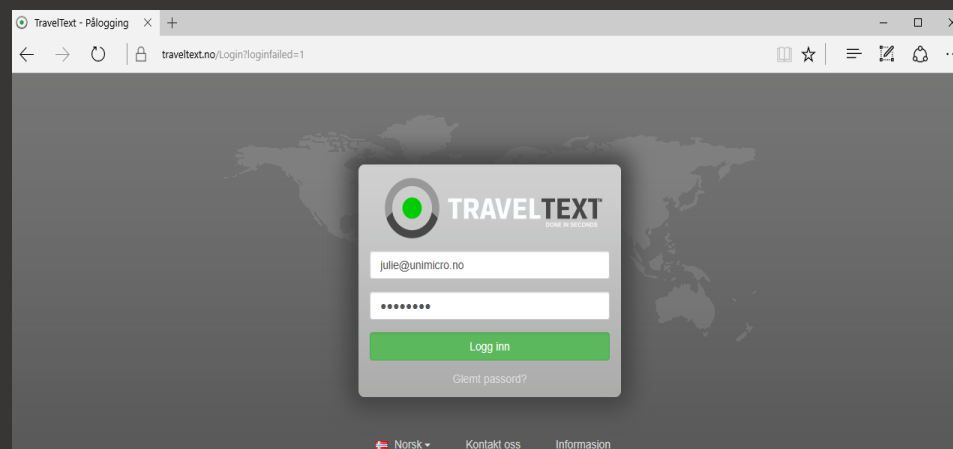 TravelText - Pålogging
traveltext.no/Login?loginfailed=1
TRAVELTEXT
DONE IN SECONDS
julie@unimicro.no
••••••••
Logg inn
Glemt passord?
Norsk Kontakt oss Informasjon